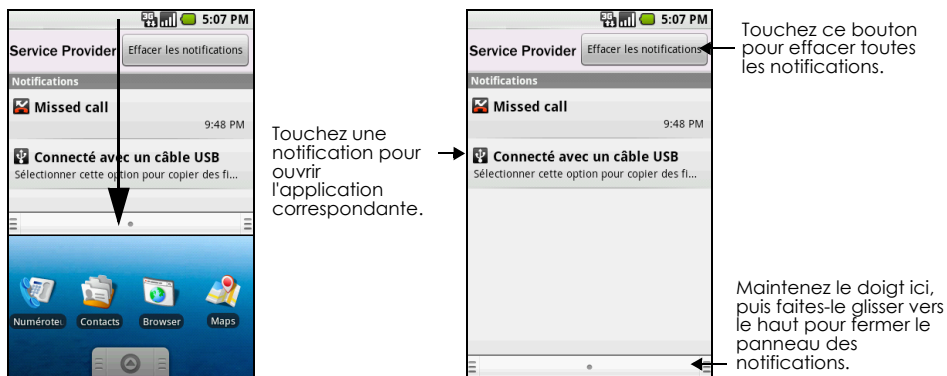 5:07 PM
Service Provider
Effacer les notifications
Notifications
Missed call
9:48 PM
Connecté avec un câble USB
Sélectionner cette option pour copier des fi...
Numéroteu
Contacts
Browser
Maps
Touchez une
notification pour
ouvrir
l'application
correspondante.
3G
5:07 PM
Service Provider
Effacer les notifications
Notifications
Missed call
9:48 PM
Connecté avec un câble USB
Sélectionner cette option pour copier des fi...
Touchez ce bouton
pour effacer toutes
les notifications.
Maintenez le doigt ici,
puis faites-le glisser vers
le haut pour fermer le
panneau des
notifications.